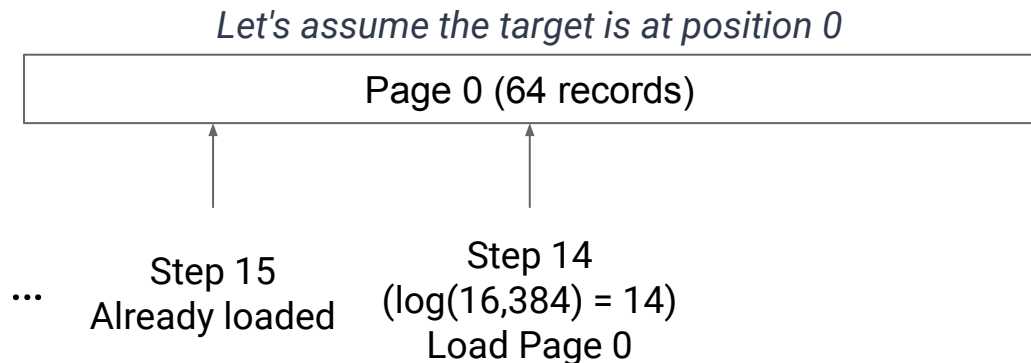 Let's assume the target is at position 0
Page 0 (64 records)
Step 15
Already loaded
...
Step 14
(log(16,384) = 14)
Load Page 0